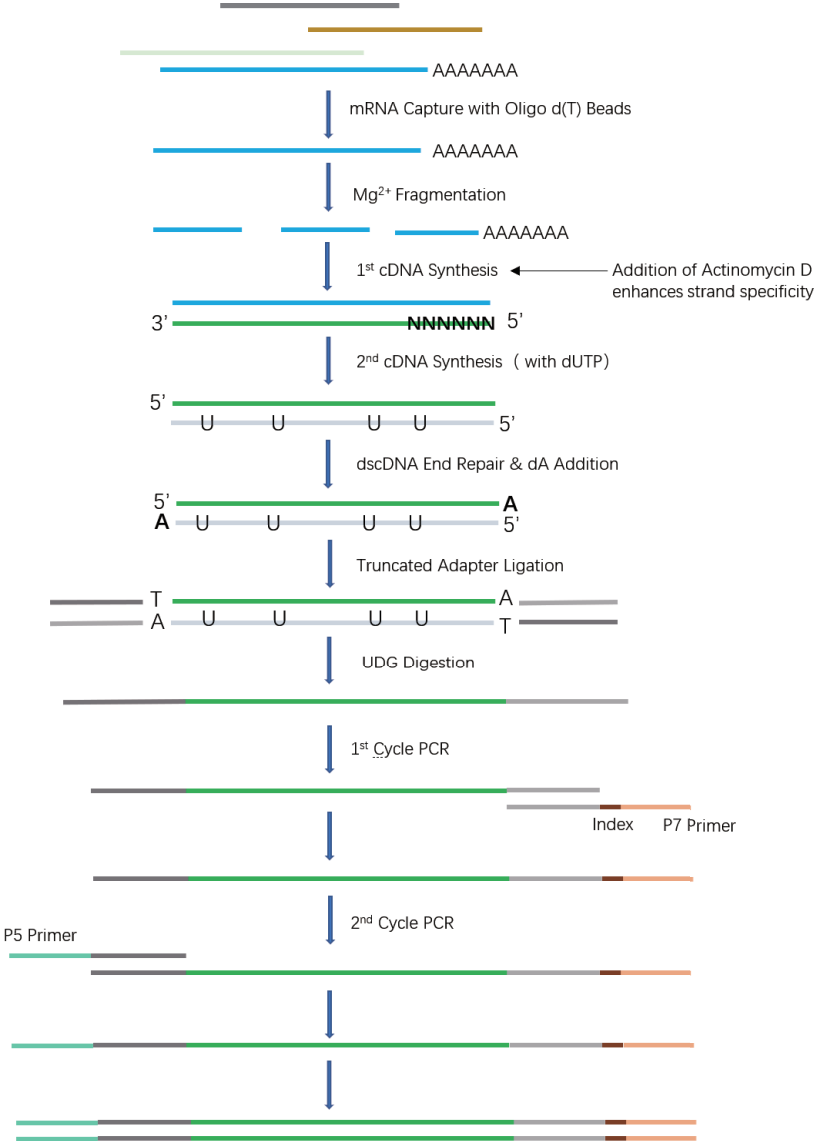 AAAAAAA
mRNA Capture with Oligo d(T) Beads
AAAAAAA
Mg²⁺ Fragmentation
AAAAAAA
1ˢᵗ cDNA Synthesis
Addition of Actinomycin D
enhances strand specificity
3’ NNNNNN 5’
2ⁿᵈ cDNA Synthesis ( with dUTP)
5’
U U U U 5’
dscDNA End Repair & dA Addition
5’ A
A U U U U 5’
Truncated Adapter Ligation
T A
A U U U U T
UDG Digestion
1ˢᵗ Cycle PCR
Index P7 Primer
2ⁿᵈ Cycle PCR
P5 Primer